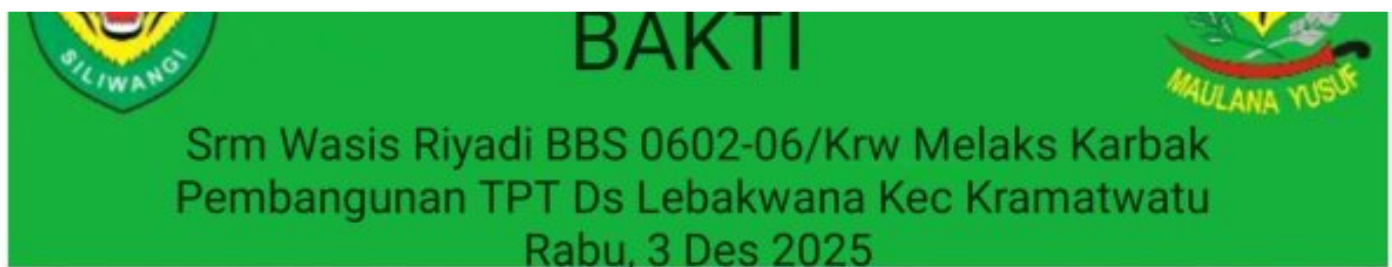 BAKTI
SILIWANGI
MAULANA YUSUF
Srm Wasis Riyadi BBS 0602-06/Krw Melaks Karbak
Pembangunan TPT Ds Lebakwana Kec Kramatwatu
Rabu, 3 Des 2025